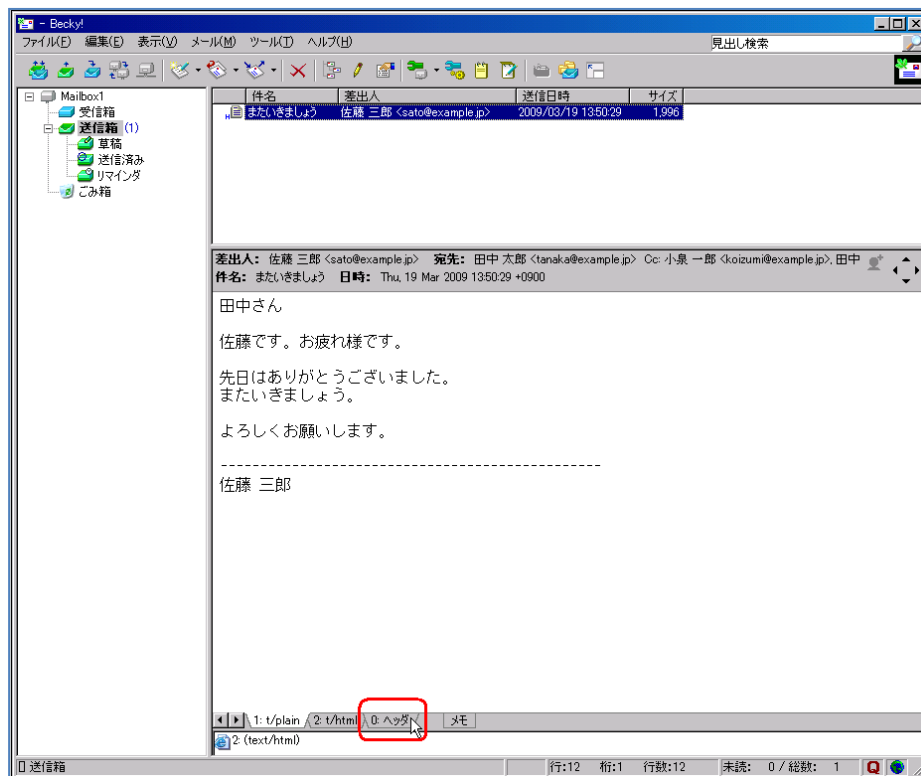 - Becky!
ファイル(F) 編集(E) 表示(V) メール(M) ツール(T) ヘルプ(H)
見出し検索
Mailbox1
受信箱
送信箱 (1)
草稿
送信済み
リマインダ
ごみ箱
件名 差出人 送信日時 サイズ
またいきましょう 佐藤 三郎 <sato@example.jp> 2009/03/19 13:50:29 1,996
差出人: 佐藤 三郎 <sato@example.jp> 宛先: 田中 太郎 <tanaka@example.jp> Cc: 小泉 一郎 <koizumi@example.jp>, 田中
件名: またいきましょう 日時: Thu, 19 Mar 2009 13:50:29 +0900
田中さん
佐藤です。お疲れ様です。
先日はありがとうございました。
またいきましょう。
よろしくお願いします。
------------------------------------------------
佐藤 三郎
1: t/plain 2: t/html 0: ヘッダ メモ
2: (text/html)
送信箱 行:12 桁:1 行数:12 未読: 0 / 総数: 1 Q